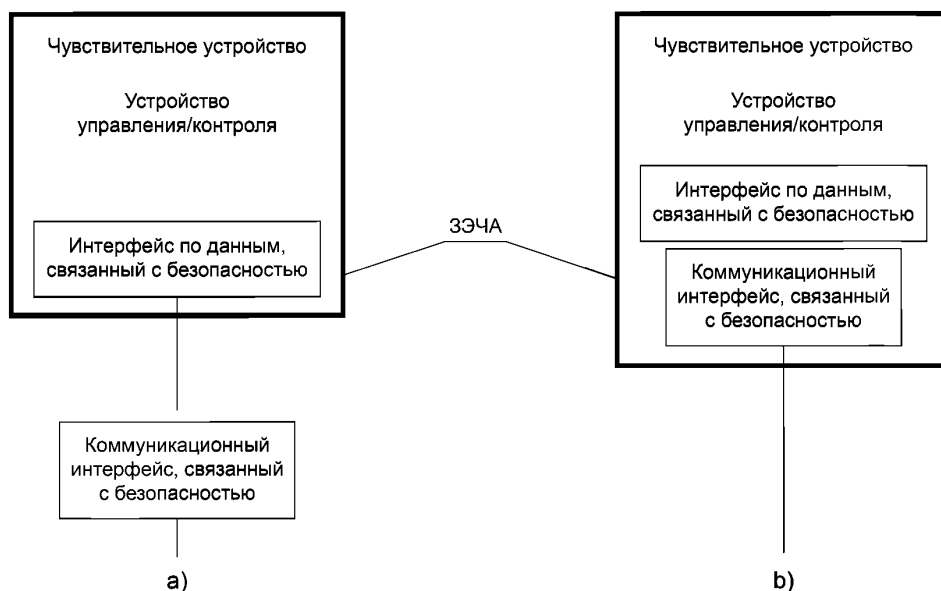 Чувствительное устройство
Устройство
управления/контроля
Интерфейс по данным,
связанный с безопасностью
Коммуникационный
интерфейс, связанный
с безопасностью
а)
ЗЭЧА
Чувствительное устройство
Устройство
управления/контроля
Интерфейс по данным,
связанный с безопасностью
Коммуникационный
интерфейс, связанный
с безопасностью
b)